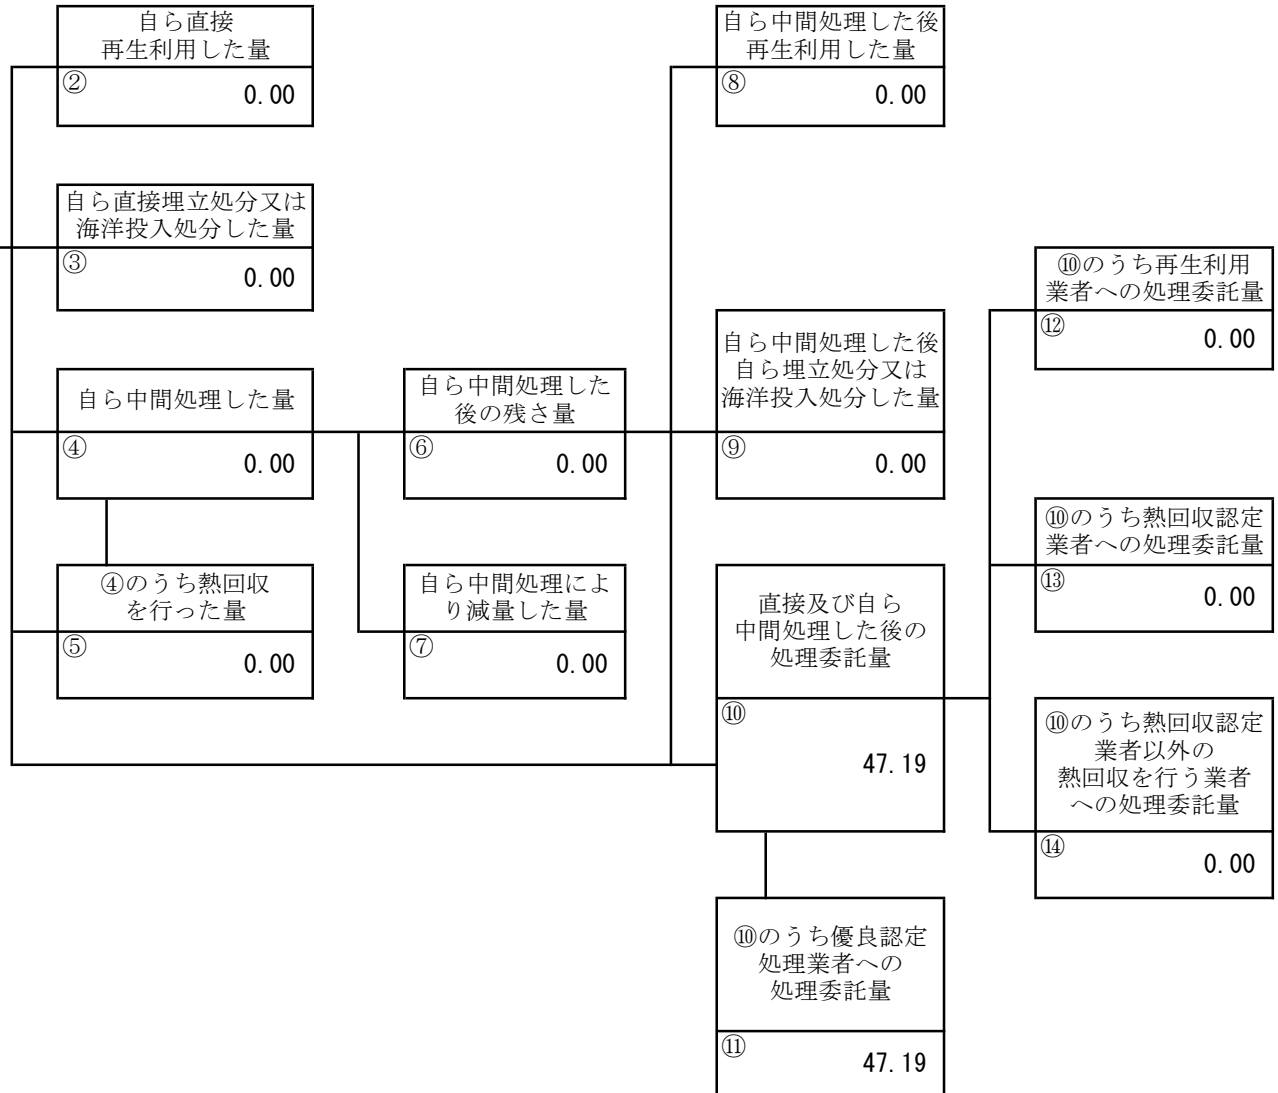 自ら直接
再生利用した量
②
0.00
自ら直接埋立処分又は
海洋投入処分した量
③
0.00
自ら中間処理した量
④
0.00
④のうち熱回収
を行った量
⑤
0.00
自ら中間処理した
後の残さ量
⑥
0.00
自ら中間処理によ
り減量した量
⑦
0.00
自ら中間処理した後
再生利用した量
⑧
0.00
自ら中間処理した後
自ら埋立処分又は
海洋投入処分した量
⑨
0.00
直接及び自ら
中間処理した後の
処理委託量
⑩
47.19
⑩のうち優良認定
処理業者への
処理委託量
⑪
47.19
⑩のうち再生利用
業者への処理委託量
⑫
0.00
⑩のうち熱回収認定
業者への処理委託量
⑬
0.00
⑩のうち熱回収認定
業者以外の
熱回収を行う業者
への処理委託量
⑭
0.00